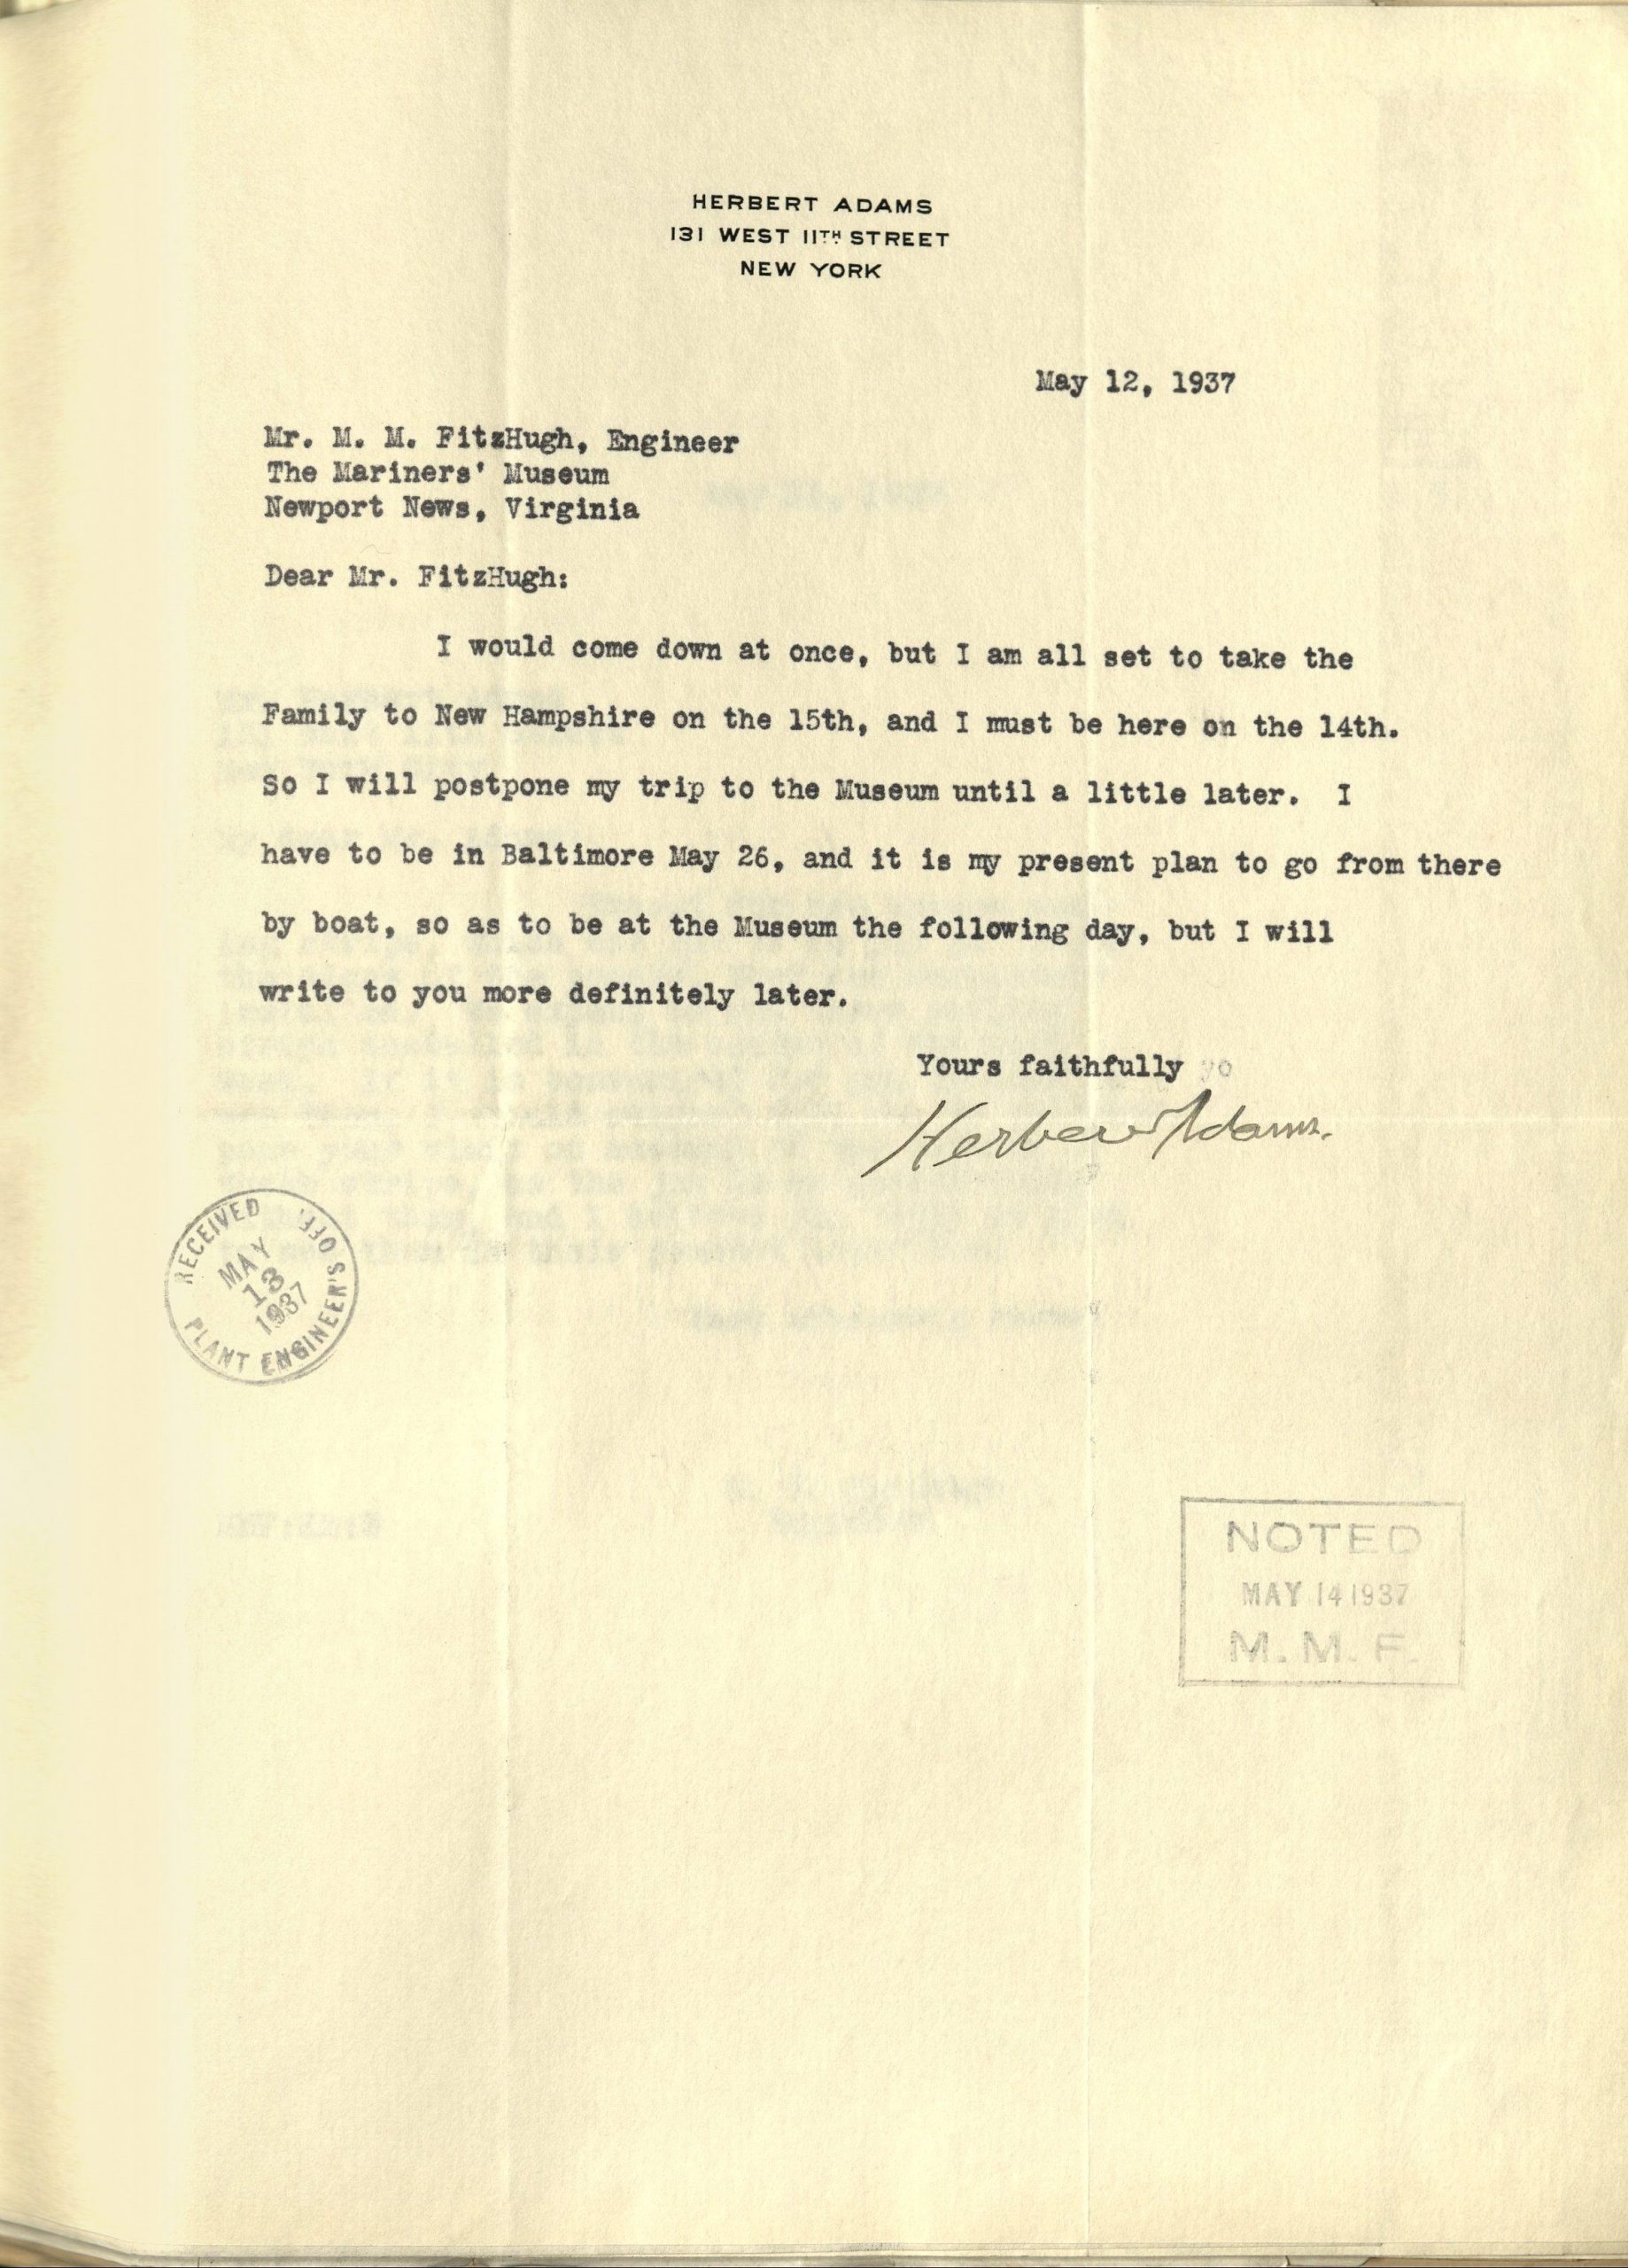 HERBERT ADAMS
131 WEST 11TH STREET
NEW YORK
May 12, 1937
Mr. M. M. FitzHugh, Engineer
The Mariners' Museum
Newport News, Virginia
Dear Mr. FitzHugh:
I would come down at once, but I am all set to take the
Family to New Hampshire on the 15th, and I must be here on the 14th.
So I will postpone my trip to the Museum until a little later. I
have to be in Baltimore May 26, and it is my present plan to go from there
by boat, so as to be at the Museum the following day, but I will
write to you more definitely later.
Yours faithfully yo
Herbert Adams.
RECEIVED
MAY
13
1937
PLANT ENGINEER'S OFF.
NOTED
MAY 14 1937
M. M. F.